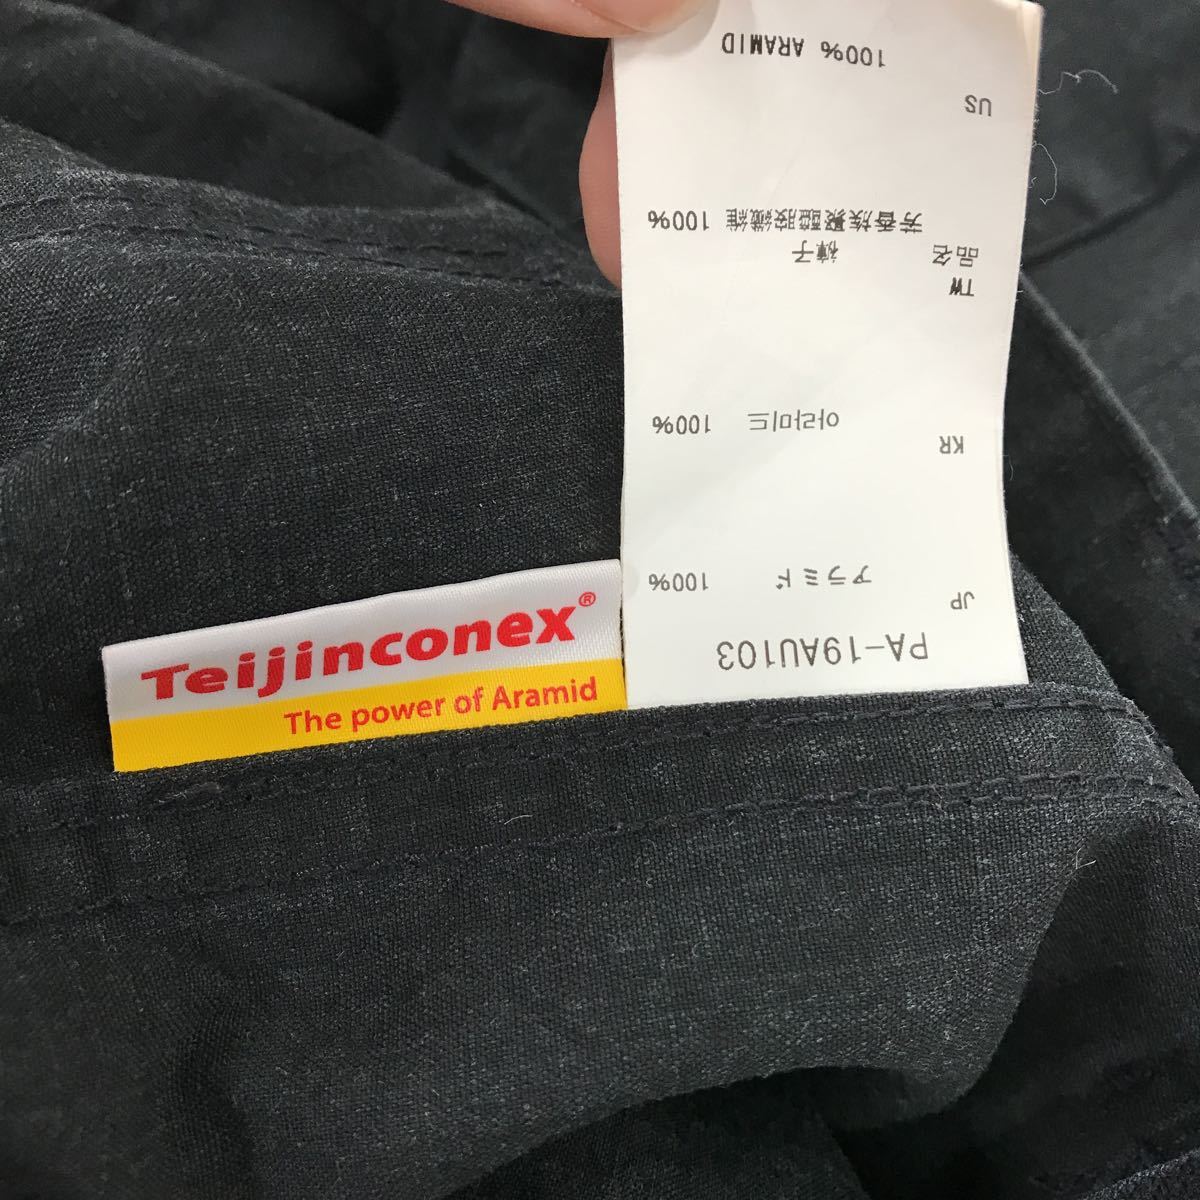 PA-19AU103
JP
アラミド 100%
KR
아라미드 100%
TW
品名 褲子
芳香族聚醯胺纖維 100%
US
100% ARAMID
Teijinconex®
The power of Aramid